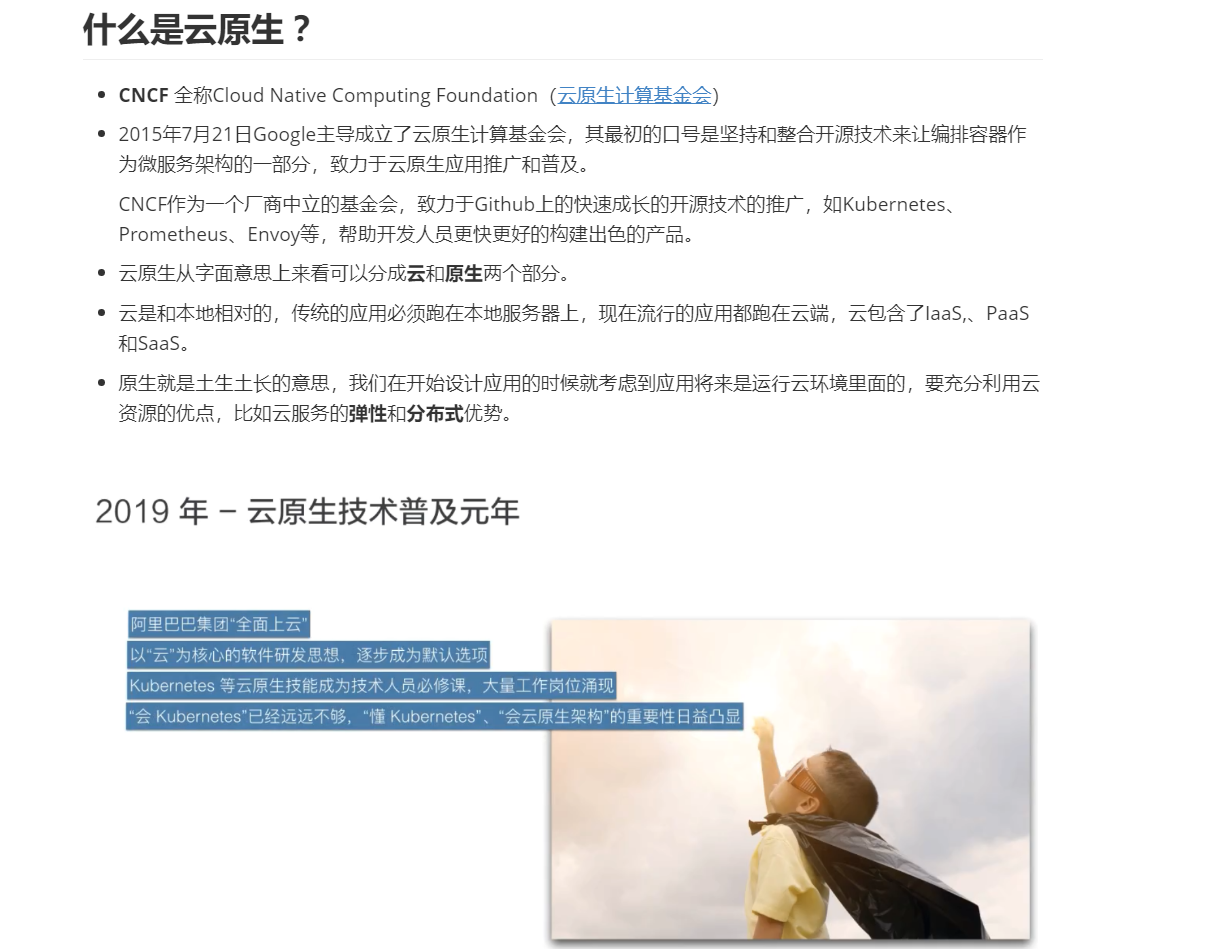 什么是云原生？
CNCF 全称Cloud Native Computing Foundation（云原生计算基金会）
2015年7月21日Google主导成立了云原生计算基金会，其最初的口号是坚持和整合开源技术来让编排容器作
为微服务架构的一部分，致力于云原生应用推广和普及。
CNCF作为一个厂商中立的基金会，致力于Github上的快速成长的开源技术的推广，如Kubernetes、
Prometheus、Envoy等，帮助开发人员更快更好的构建出色的产品。
云原生从字面意思上来看可以分成云和原生两个部分。
云是和本地相对的，传统的应用必须跑在本地服务器上，现在流行的应用都跑在云端，云包含了IaaS,、PaaS
和SaaS。
原生就是土生土长的意思，我们在开始设计应用的时候就考虑到应用将来是运行云环境里面的，要充分利用云
资源的优点，比如云服务的弹性和分布式优势。
2019 年 – 云原生技术普及元年
阿里巴巴集团“全面上云”
以“云”为核心的软件研发思想，逐步成为默认选项
Kubernetes 等云原生技能成为技术人员必修课，大量工作岗位涌现
“会 Kubernetes”已经远远不够，“懂 Kubernetes”、“会云原生架构”的重要性日益凸显